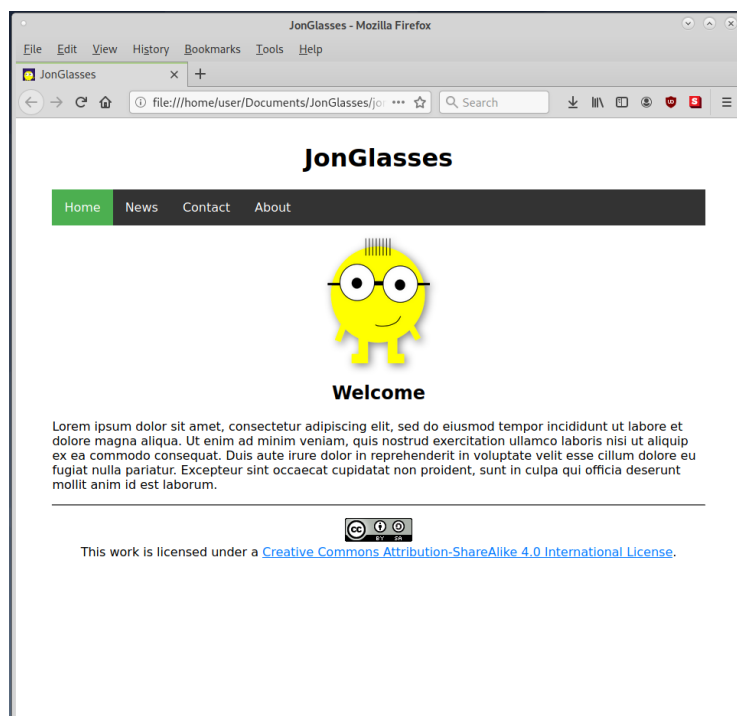 JonGlasses - Mozilla Firefox
File Edit View History Bookmarks Tools Help
JonGlasses
file:///home/user/Documents/JonGlasses/jor Search
JonGlasses
Home News Contact About
Welcome
Lorem ipsum dolor sit amet, consectetur adipiscing elit, sed do eiusmod tempor incididunt ut labore et
dolore magna aliqua. Ut enim ad minim veniam, quis nostrud exercitation ullamco laboris nisi ut aliquip
ex ea commodo consequat. Duis aute irure dolor in reprehenderit in voluptate velit esse cillum dolore eu
fugiat nulla pariatur. Excepteur sint occaecat cupidatat non proident, sunt in culpa qui officia deserunt
mollit anim id est laborum.
cc
BY SA
This work is licensed under a Creative Commons Attribution-ShareAlike 4.0 International License.